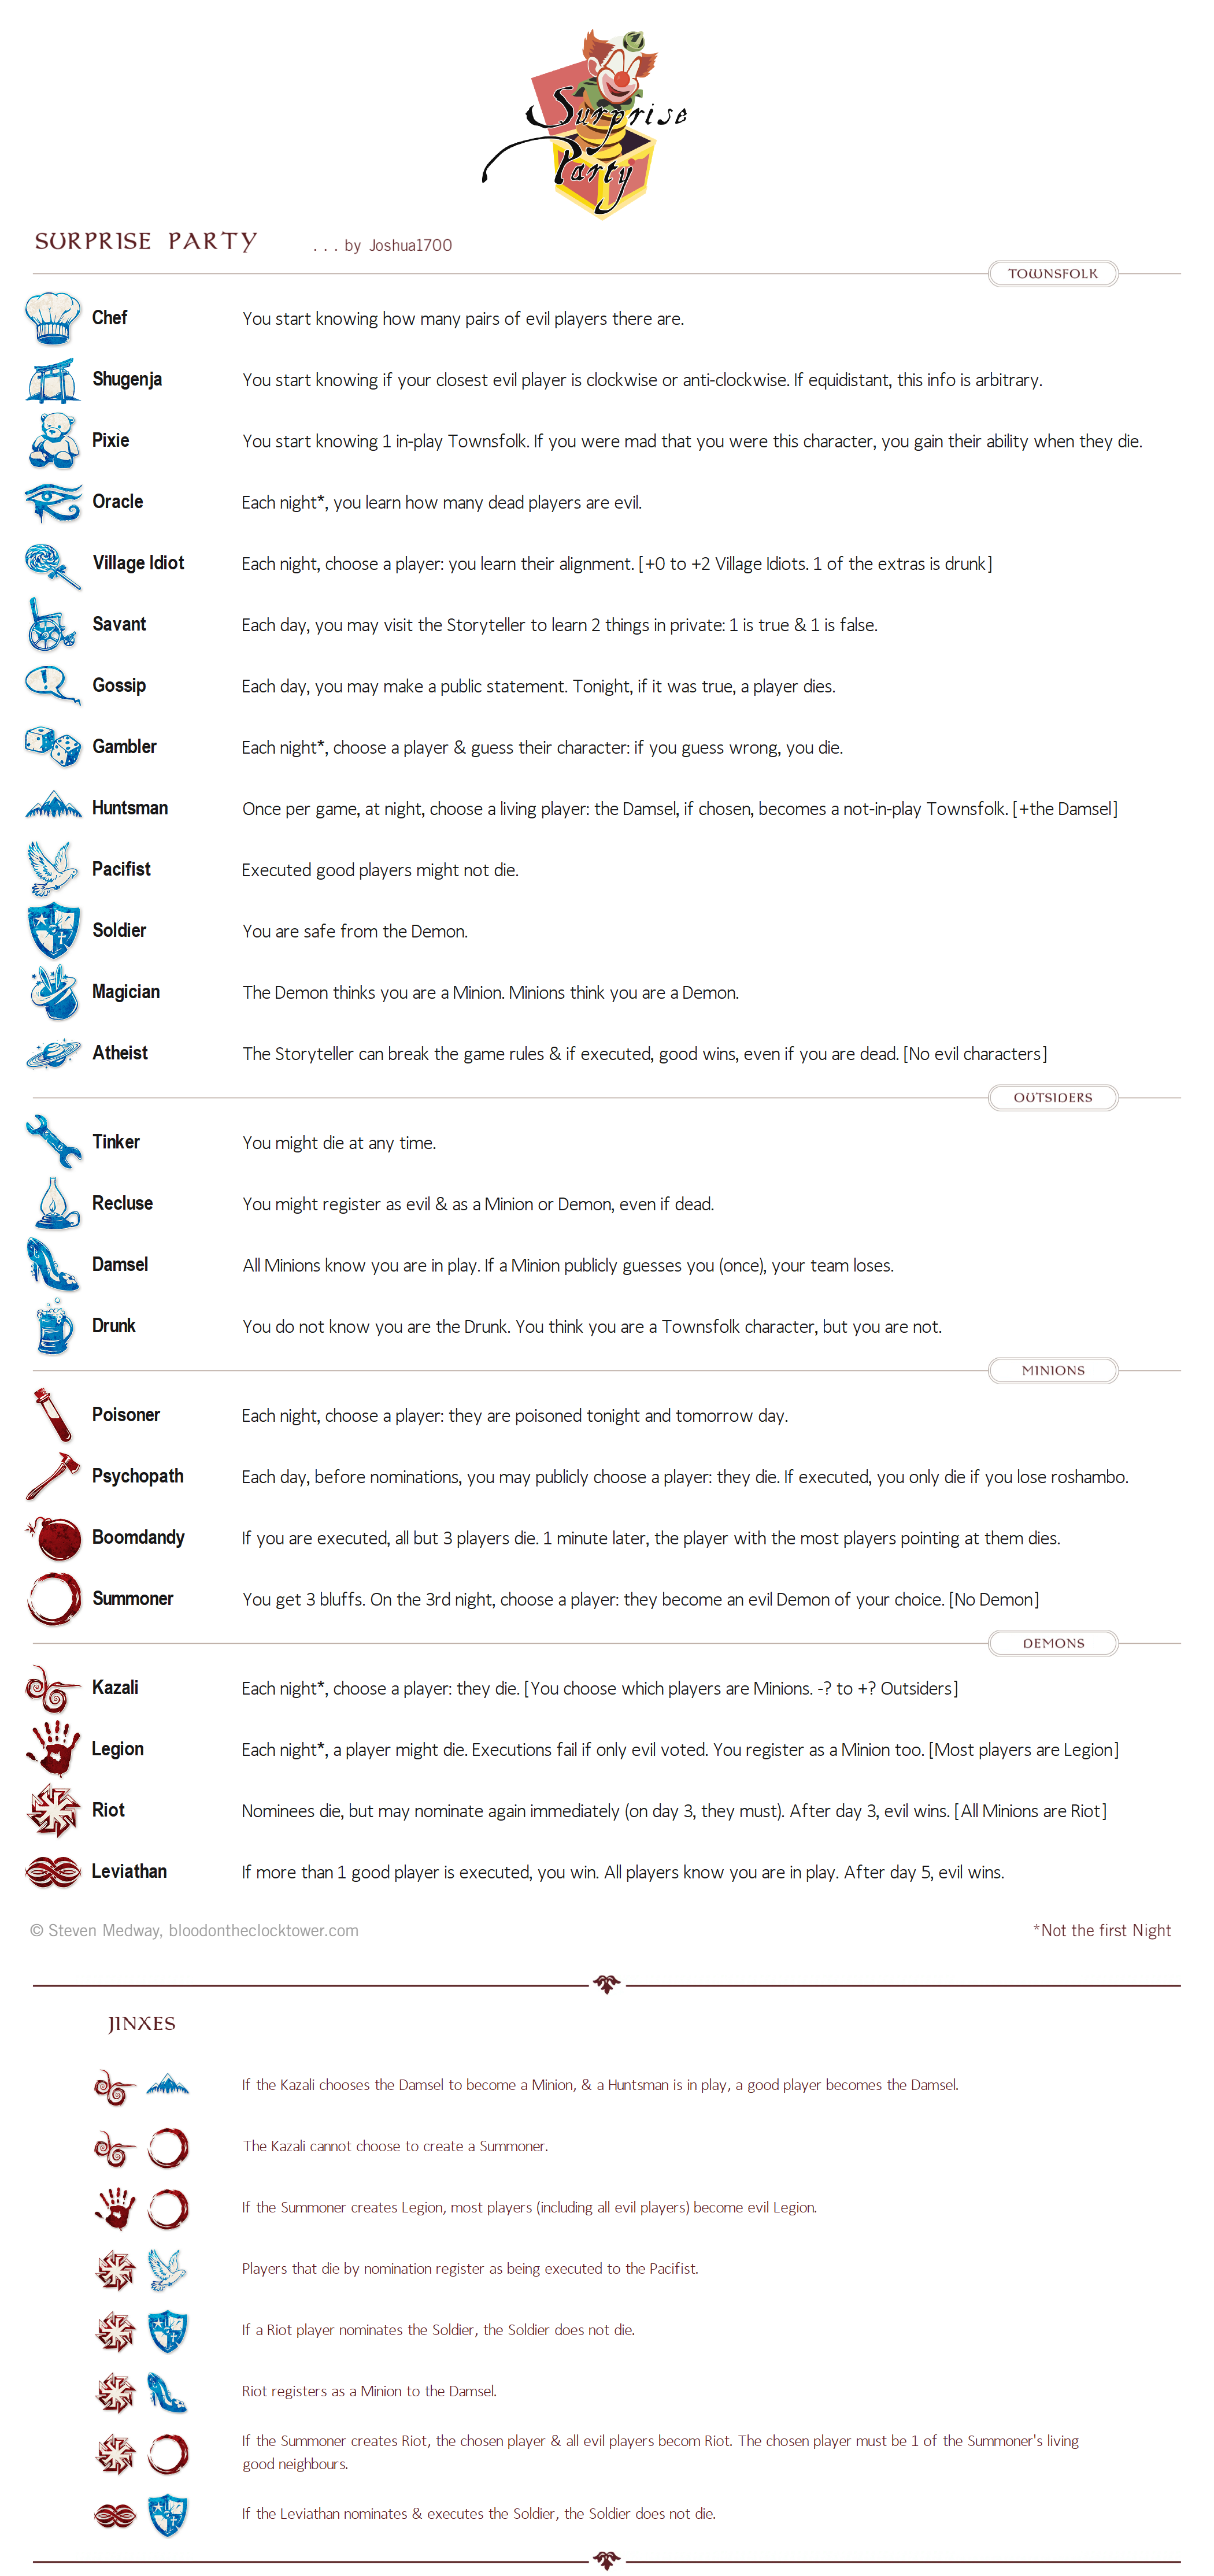 Surprise
Party
SURPRISE PARTY
. . . by Joshua1700
TOWNSFOLK
Chef
You start knowing how many pairs of evil players there are.
Shugenja
You start knowing if your closest evil player is clockwise or anti-clockwise. If equidistant, this info is arbitrary.
Pixie
You start knowing 1 in-play Townsfolk. If you were mad that you were this character, you gain their ability when they die.
Oracle
Each night*, you learn how many dead players are evil.
Village Idiot
Each night, choose a player: you learn their alignment. [+0 to +2 Village Idiots. 1 of the extras is drunk]
Savant
Each day, you may visit the Storyteller to learn 2 things in private: 1 is true & 1 is false.
Gossip
Each day, you may make a public statement. Tonight, if it was true, a player dies.
Gambler
Each night*, choose a player & guess their character: if you guess wrong, you die.
Huntsman
Once per game, at night, choose a living player: the Damsel, if chosen, becomes a not-in-play Townsfolk. [+the Damsel]
Pacifist
Executed good players might not die.
Soldier
You are safe from the Demon.
Magician
The Demon thinks you are a Minion. Minions think you are a Demon.
Atheist
The Storyteller can break the game rules & if executed, good wins, even if you are dead. [No evil characters]
OUTSIDERS
Tinker
You might die at any time.
Recluse
You might register as evil & as a Minion or Demon, even if dead.
Damsel
All Minions know you are in play. If a Minion publicly guesses you (once), your team loses.
Drunk
You do not know you are the Drunk. You think you are a Townsfolk character, but you are not.
MINIONS
Poisoner
Each night, choose a player: they are poisoned tonight and tomorrow day.
Psychopath
Each day, before nominations, you may publicly choose a player: they die. If executed, you only die if you lose roshambo.
Boomdandy
If you are executed, all but 3 players die. 1 minute later, the player with the most players pointing at them dies.
Summoner
You get 3 bluffs. On the 3rd night, choose a player: they become an evil Demon of your choice. [No Demon]
DEMONS
Kazali
Each night*, choose a player: they die. [You choose which players are Minions. -? to +? Outsiders]
Legion
Each night*, a player might die. Executions fail if only evil voted. You register as a Minion too. [Most players are Legion]
Riot
Nominees die, but may nominate again immediately (on day 3, they must). After day 3, evil wins. [All Minions are Riot]
Leviathan
If more than 1 good player is executed, you win. All players know you are in play. After day 5, evil wins.
© Steven Medway, bloodontheclocktower.com
*Not the first Night
JINXES
If the Kazali chooses the Damsel to become a Minion, & a Huntsman is in play, a good player becomes the Damsel.
The Kazali cannot choose to create a Summoner.
If the Summoner creates Legion, most players (including all evil players) become evil Legion.
Players that die by nomination register as being executed to the Pacifist.
If a Riot player nominates the Soldier, the Soldier does not die.
Riot registers as a Minion to the Damsel.
If the Summoner creates Riot, the chosen player & all evil players becom Riot. The chosen player must be 1 of the Summoner's living
good neighbours.
If the Leviathan nominates & executes the Soldier, the Soldier does not die.